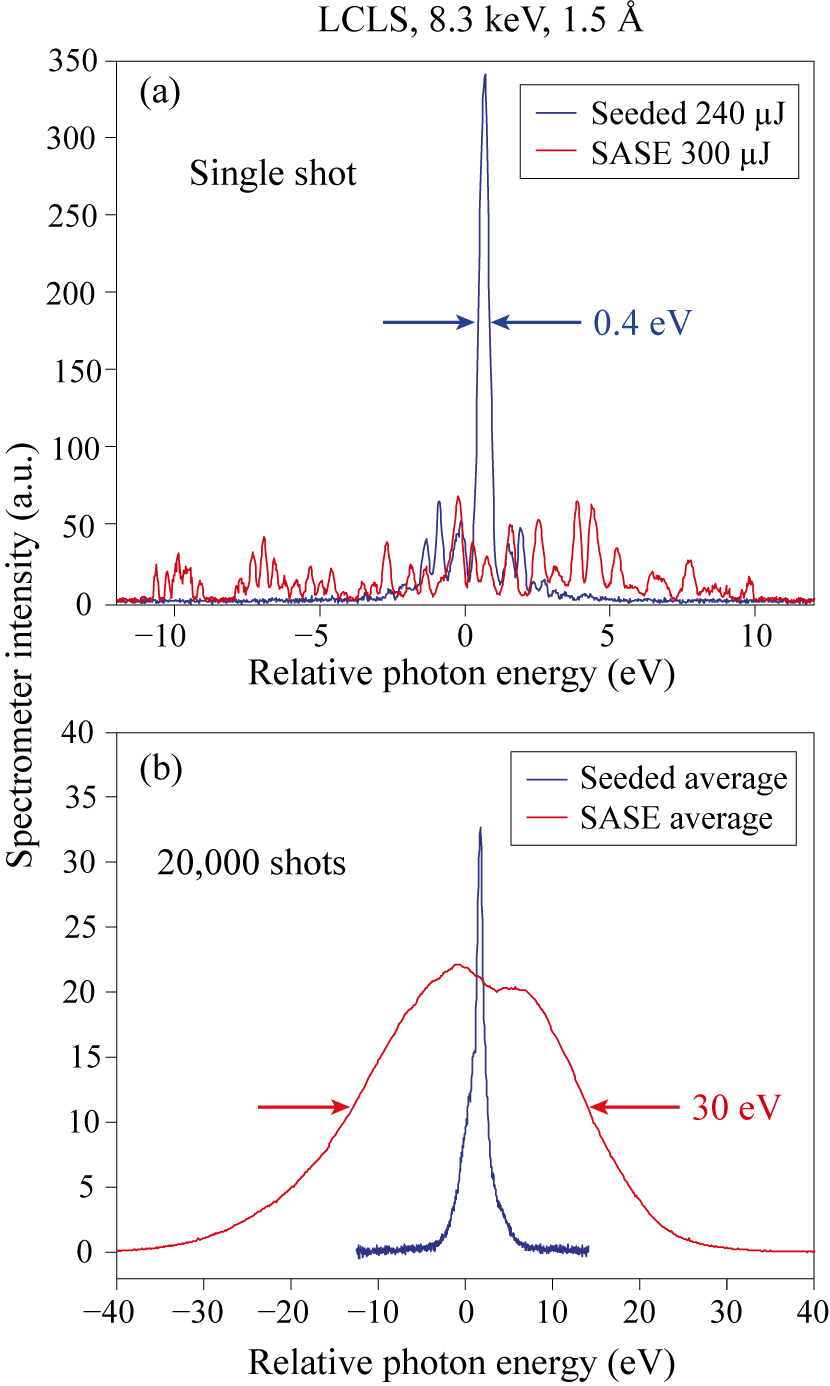 LCLS, 8.3 keV, 1.5 Å
350
(a)
Seeded 240 μJ
SASE 300 μJ
300
Single shot
250
200
0.4 eV
150
100
50
0
−10
−5
0
5
10
Relative photon energy (eV)
Spectrometer intensity (a.u.)
40
(b)
Seeded average
SASE average
35
20,000 shots
30
25
20
15
30 eV
10
5
0
−40
−30
−20
−10
0
10
20
30
40
Relative photon energy (eV)